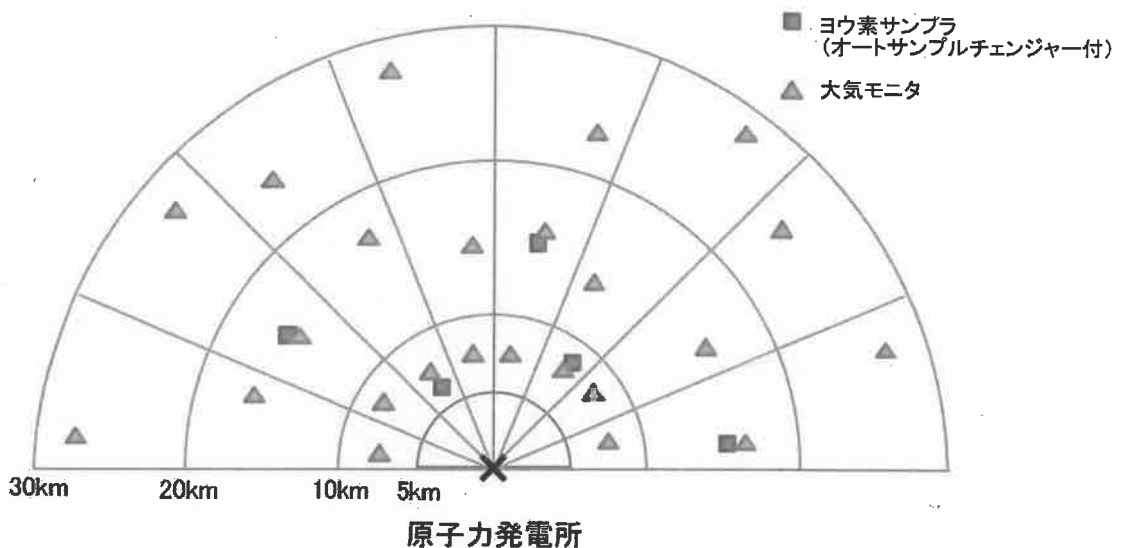 ヨウ素サンプラ
(オートサンプルチェンジャー付)
大気モニタ
30km
20km
10km
5km
原子力発電所